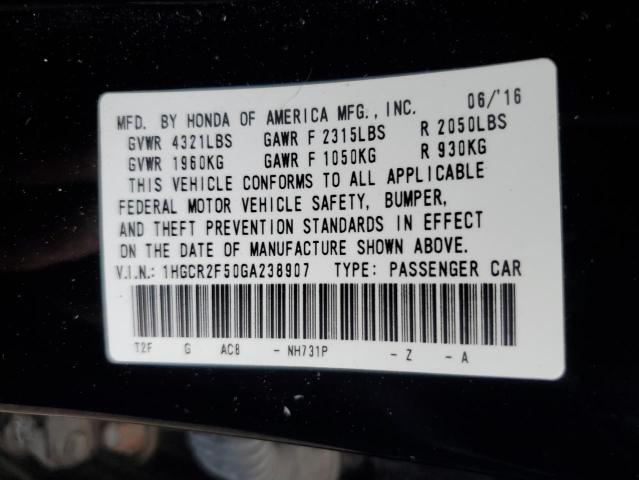 MFD. BY HONDA OF AMERICA MFG., INC. 06/'16
GVWR 4321LBS GAWR F 2315LBS R 2050LBS
GVWR 1960KG GAWR F 1050KG R 930KG
THIS VEHICLE CONFORMS TO ALL APPLICABLE
FEDERAL MOTOR VEHICLE SAFETY, BUMPER,
AND THEFT PREVENTION STANDARDS IN EFFECT
ON THE DATE OF MANUFACTURE SHOWN ABOVE.
V.I.N.: 1HGCR2F50GA238907 TYPE: PASSENGER CAR
T2F G AC8 - NH731P - Z - A